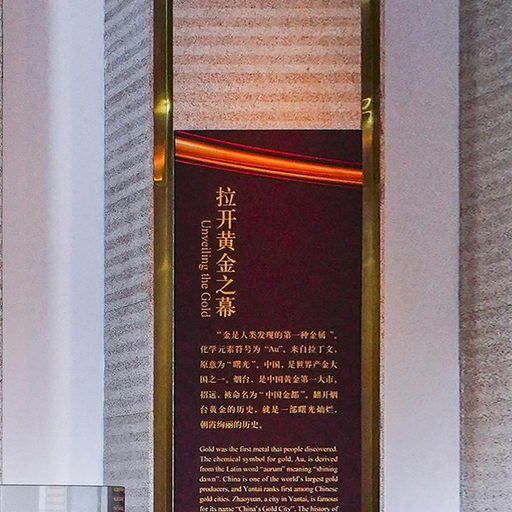 拉开黄金之幕
Unveiling the Gold
“金是人类发现的第一种金属”。
化学元素符号为“Au”，来自拉丁文，
原意为“曙光”。中国，是世界产金大
国之一。烟台，是中国黄金第一大市，
招远，被命名为“中国金都”。翻开烟
台黄金的历史，就是一部曙光灿烂、
朝霞绚丽的历史。
Gold was the first metal that people discovered.
The chemical symbol for gold, Au, is derived
from the Latin word “aurum” meaning “shining
dawn”. China is one of the world's largest gold
producers, and Yantai ranks first among Chinese
gold cities. Zhaoyuan, a city in Yantai, is famous
for its name “China's Gold City”. The history of